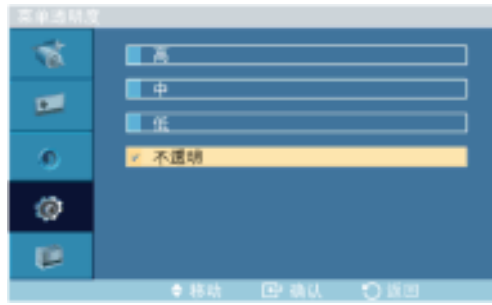 菜单透明度
高
中
低
不透明
移动 确认 返回